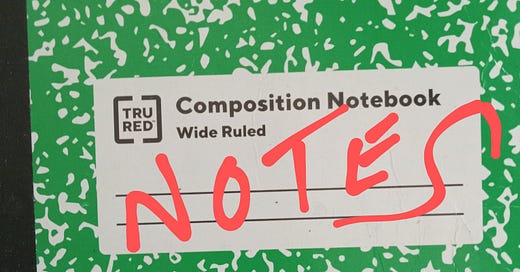 TRU
RED
Composition Notebook
Wide Ruled
NOTES